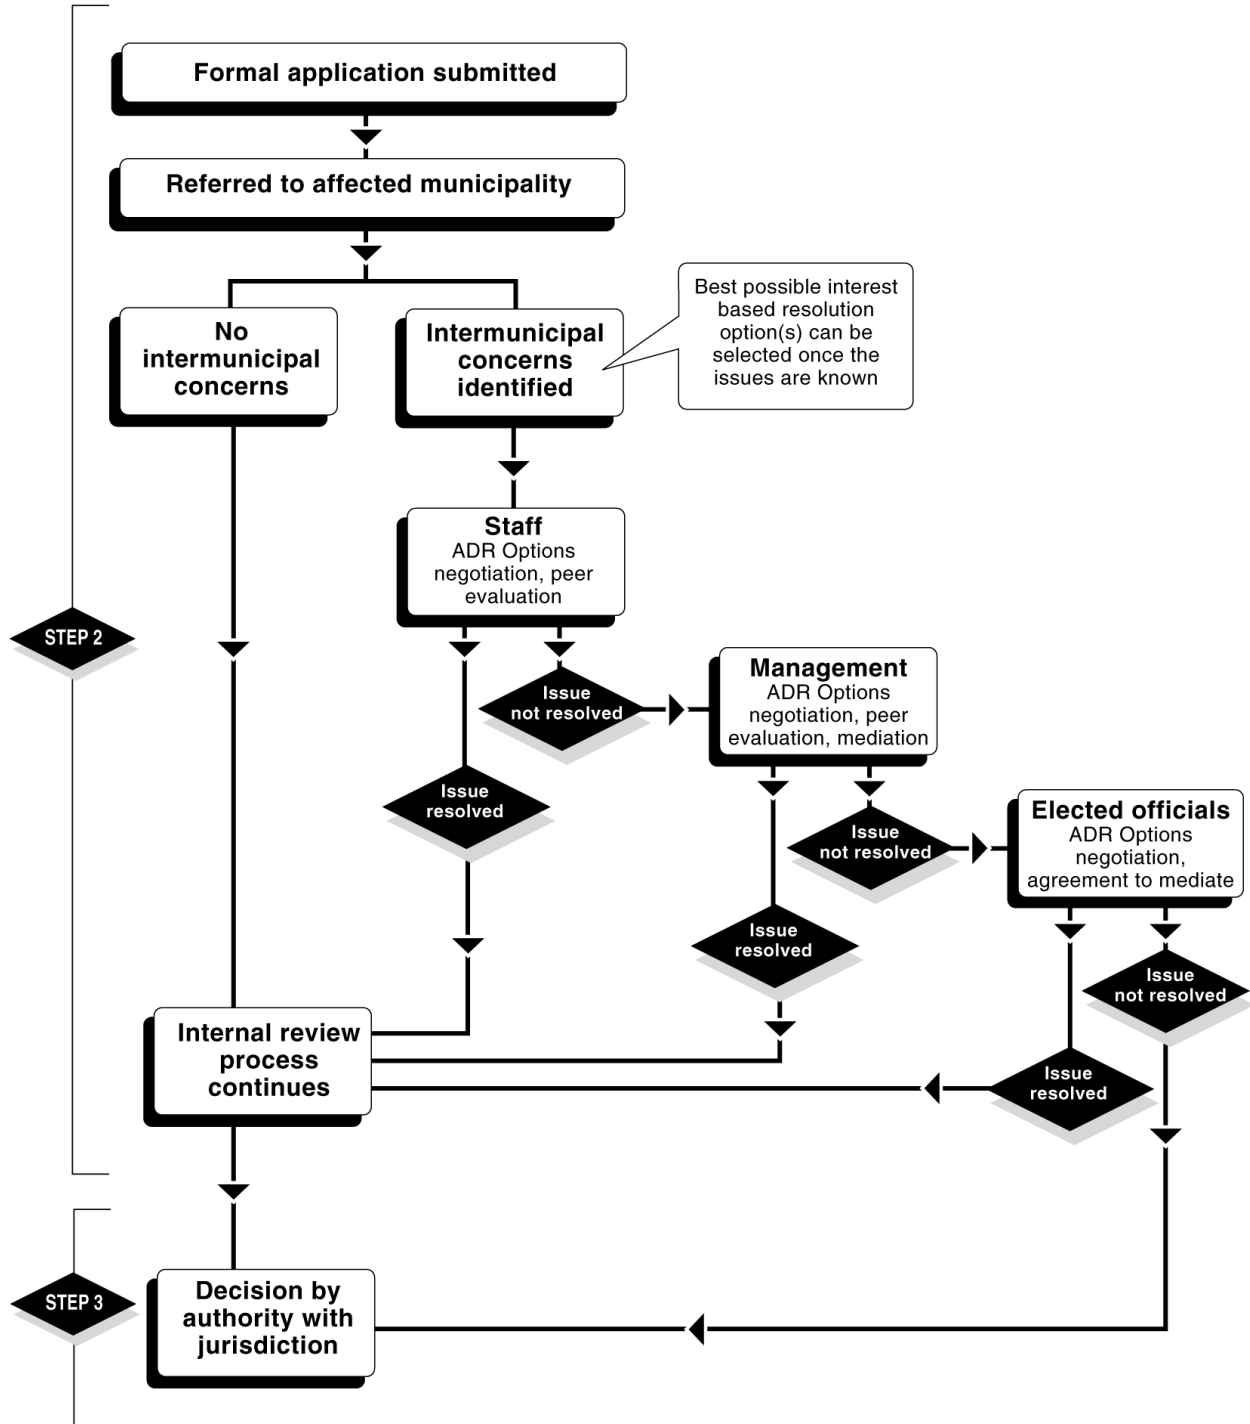 Formal application submitted
Referred to affected municipality
No
intermunicipal
concerns
Intermunicipal
concerns
identified
Best possible interest
based resolution
option(s) can be
selected once the
issues are known
Staff
ADR Options
negotiation, peer
evaluation
STEP 2
Issue
not resolved
Management
ADR Options
negotiation, peer
evaluation, mediation
Issue
resolved
Issue
not resolved
Elected officials
ADR Options
negotiation,
agreement to mediate
Issue
resolved
Issue
not resolved
Internal review
process
continues
Issue
resolved
STEP 3
Decision by
authority with
jurisdiction